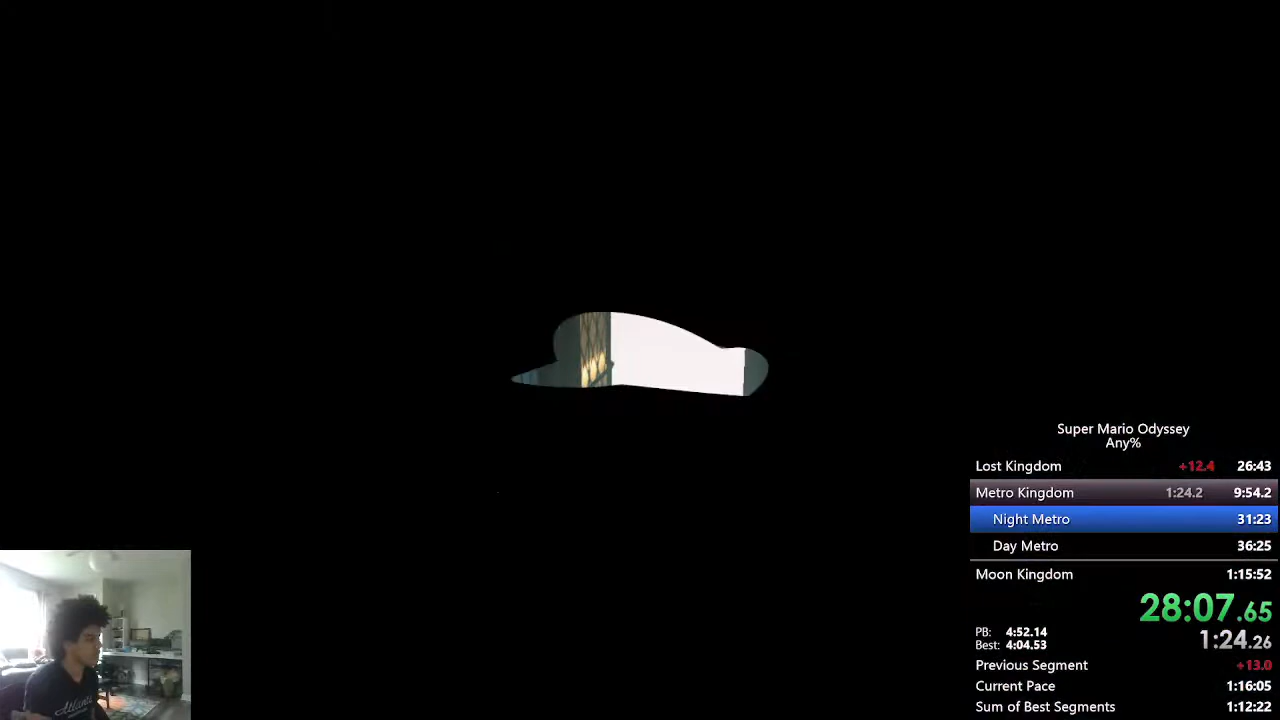 Super Mario Odyssey
Any%
Lost Kingdom +12.4 26:43
Metro Kingdom 1:24.2 9:54.2
Night Metro 31:23
Day Metro 36:25
Moon Kingdom 1:15:52
28:07.65
PB: 4:52.14 1:24.26
Best: 4:04.53
Previous Segment +13.0
Current Pace 1:16:05
Sum of Best Segments 1:12:22